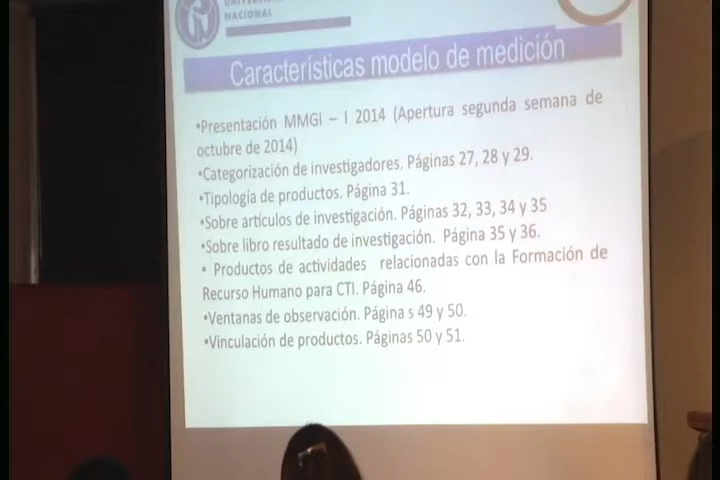 NACIONAL
Características modelo de medición
•Presentación MMGI – I 2014 (Apertura segunda semana de
octubre de 2014)
•Categorización de investigadores. Páginas 27, 28 y 29.
•Tipología de productos. Página 31.
•Sobre artículos de investigación. Páginas 32, 33, 34 y 35
•Sobre libro resultado de investigación. Página 35 y 36.
• Productos de actividades relacionadas con la Formación de
Recurso Humano para CTI. Página 46.
•Ventanas de observación. Página s 49 y 50.
•Vinculación de productos. Páginas 50 y 51.